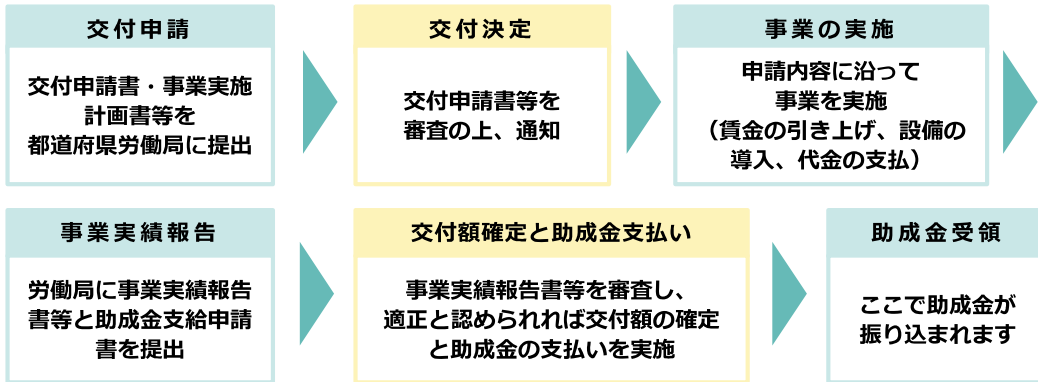 交付申請
交付申請書・事業実施
計画書等を
都道府県労働局に提出
交付決定
交付申請書等を
審査の上、通知
事業の実施
申請内容に沿って
事業を実施
（賃金の引き上げ、設備の
導入、代金の支払）
事業実績報告
労働局に事業実績報告
書等と助成金支給申請
書を提出
交付額確定と助成金支払い
事業実績報告書等を審査し、
適正と認められれば交付額の確定
と助成金の支払いを実施
助成金受領
ここで助成金が
振り込まれます